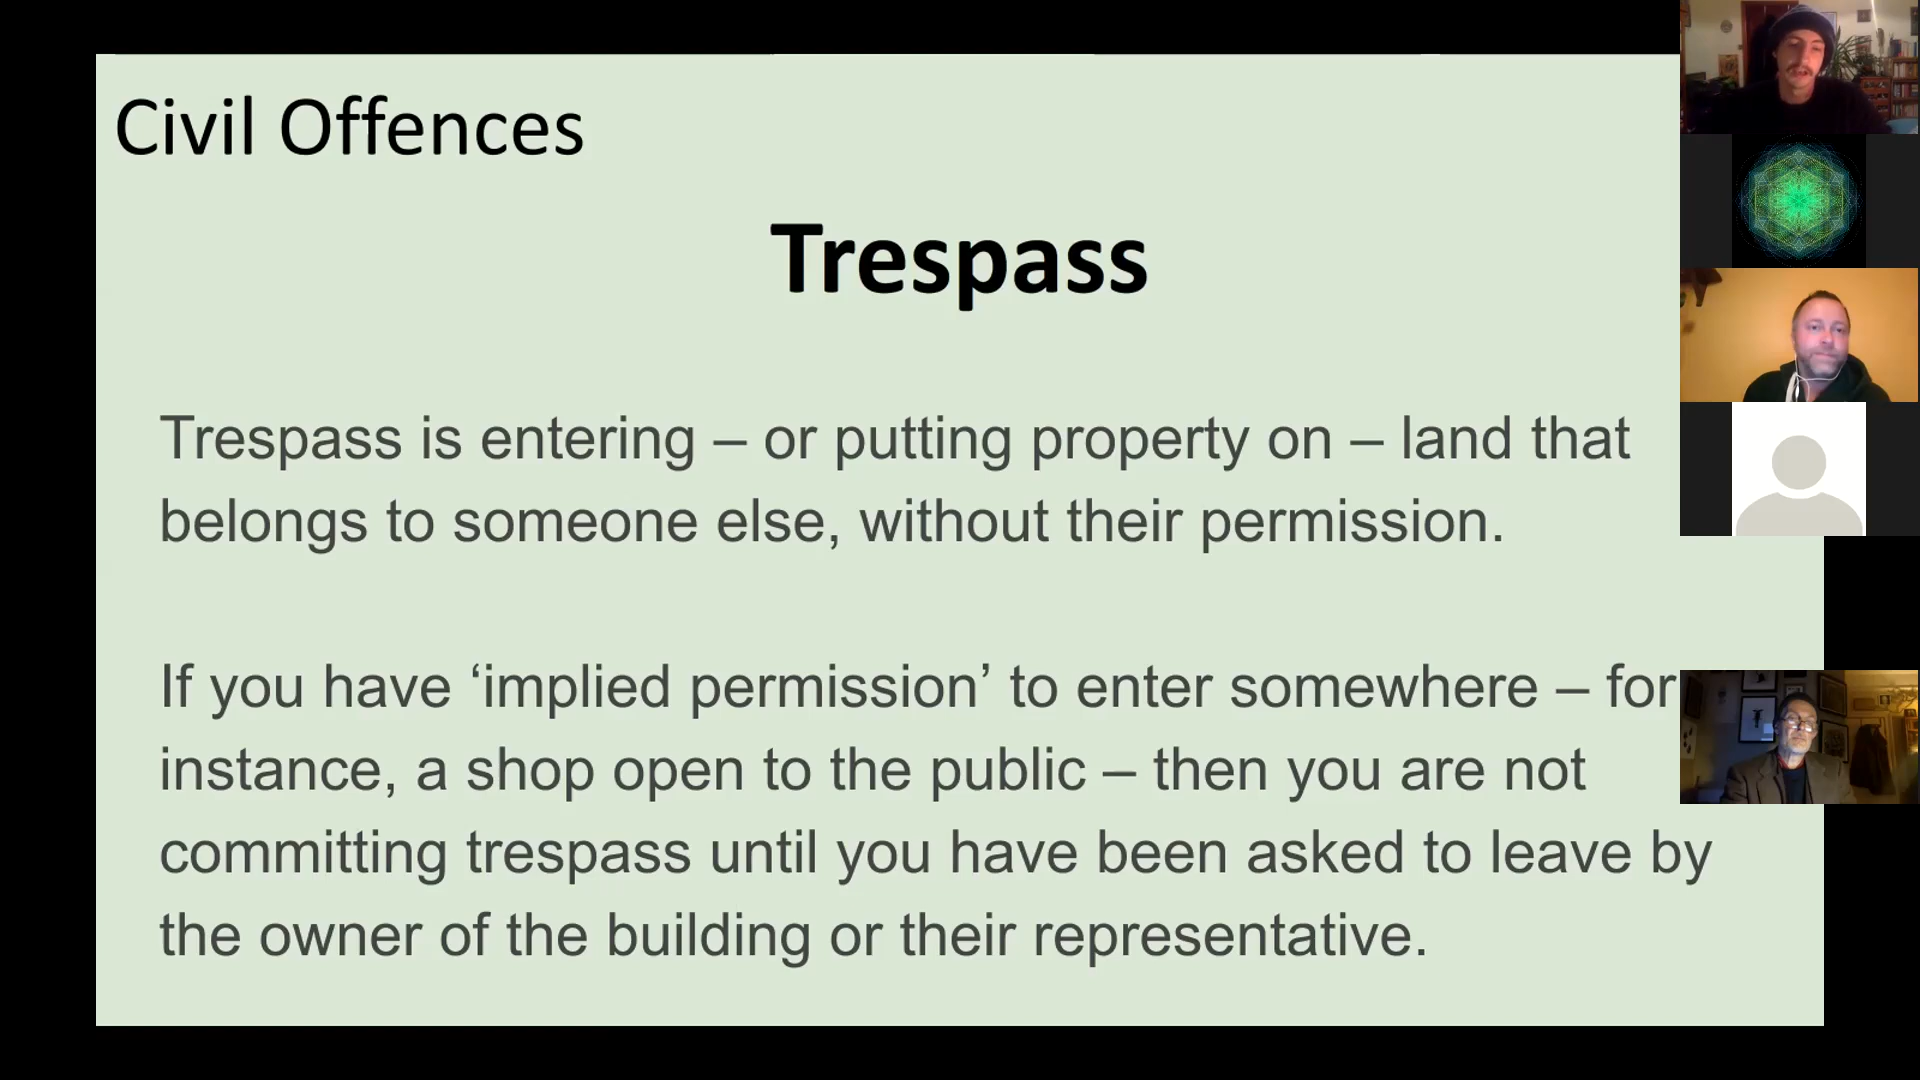 Civil Offences
Trespass
Trespass is entering – or putting property on – land that
belongs to someone else, without their permission.
If you have ‘implied permission’ to enter somewhere – for
instance, a shop open to the public – then you are not
committing trespass until you have been asked to leave by
the owner of the building or their representative.